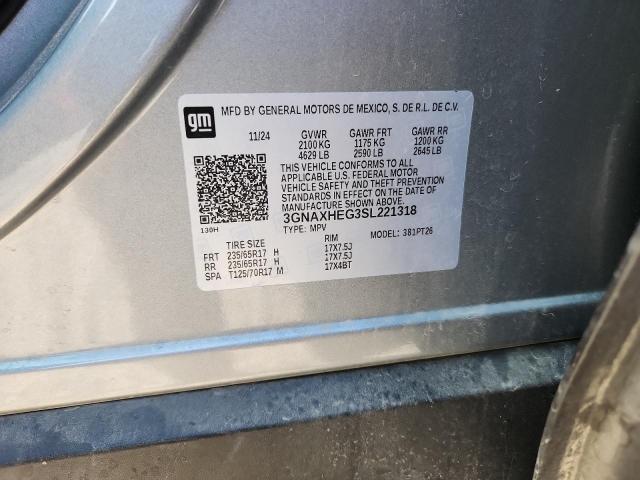 gm
MFD BY GENERAL MOTORS DE MEXICO, S. DE R.L. DE C.V.
11/24 GVWR GAWR FRT GAWR RR
2100 KG 1175 KG 1200 KG
4629 LB 2590 LB 2645 LB
THIS VEHICLE CONFORMS TO ALL
APPLICABLE U.S. FEDERAL MOTOR
VEHICLE SAFETY AND THEFT PREVENTION
STANDARDS IN EFFECT ON THE DATE OF
MANUFACTURE SHOWN ABOVE.
3GNAXHEG3SL221318
130H TYPE: MPV MODEL: 381PT26
TIRE SIZE RIM
FRT 235/65R17 H 17X7.5J
RR 235/65R17 H 17X7.5J
SPA T125/70R17 M 17X4BT